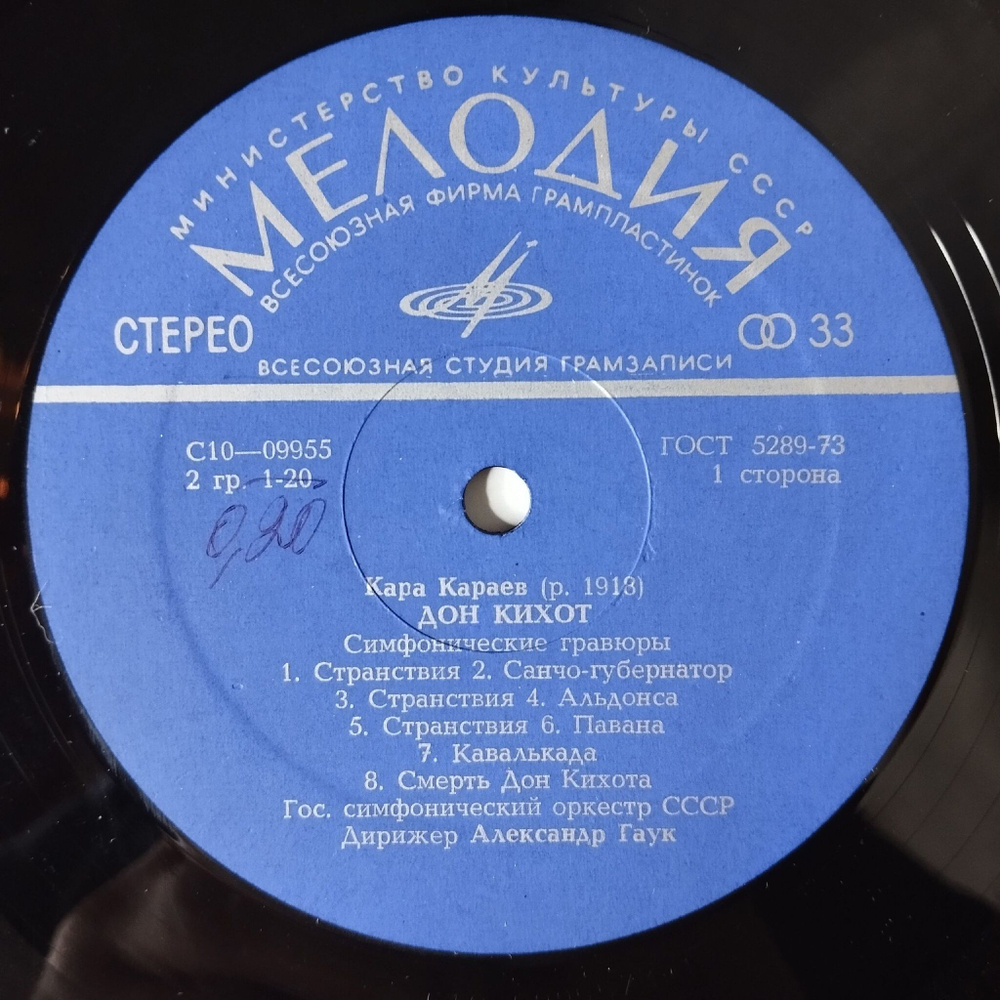 МИНИСТЕРСТВО КУЛЬТУРЫ СССР
МЕЛОДИЯ
ВСЕСОЮЗНАЯ ФИРМА ГРАМПЛАСТИНОК
СТЕРЕО
33
ВСЕСОЮЗНАЯ СТУДИЯ ГРАМЗАПИСИ
С10—09955
ГОСТ 5289-73
2 гр. 1-20
1 сторона
0,90
Кара Караев (р. 1918)
ДОН КИХОТ
Симфонические гравюры
1. Странствия 2. Санчо-губернатор
3. Странствия 4. Альдонса
5. Странствия 6. Павана
7. Кавалькада
8. Смерть Дон Кихота
Гос. симфонический оркестр СССР
Дирижер Александр Гаук